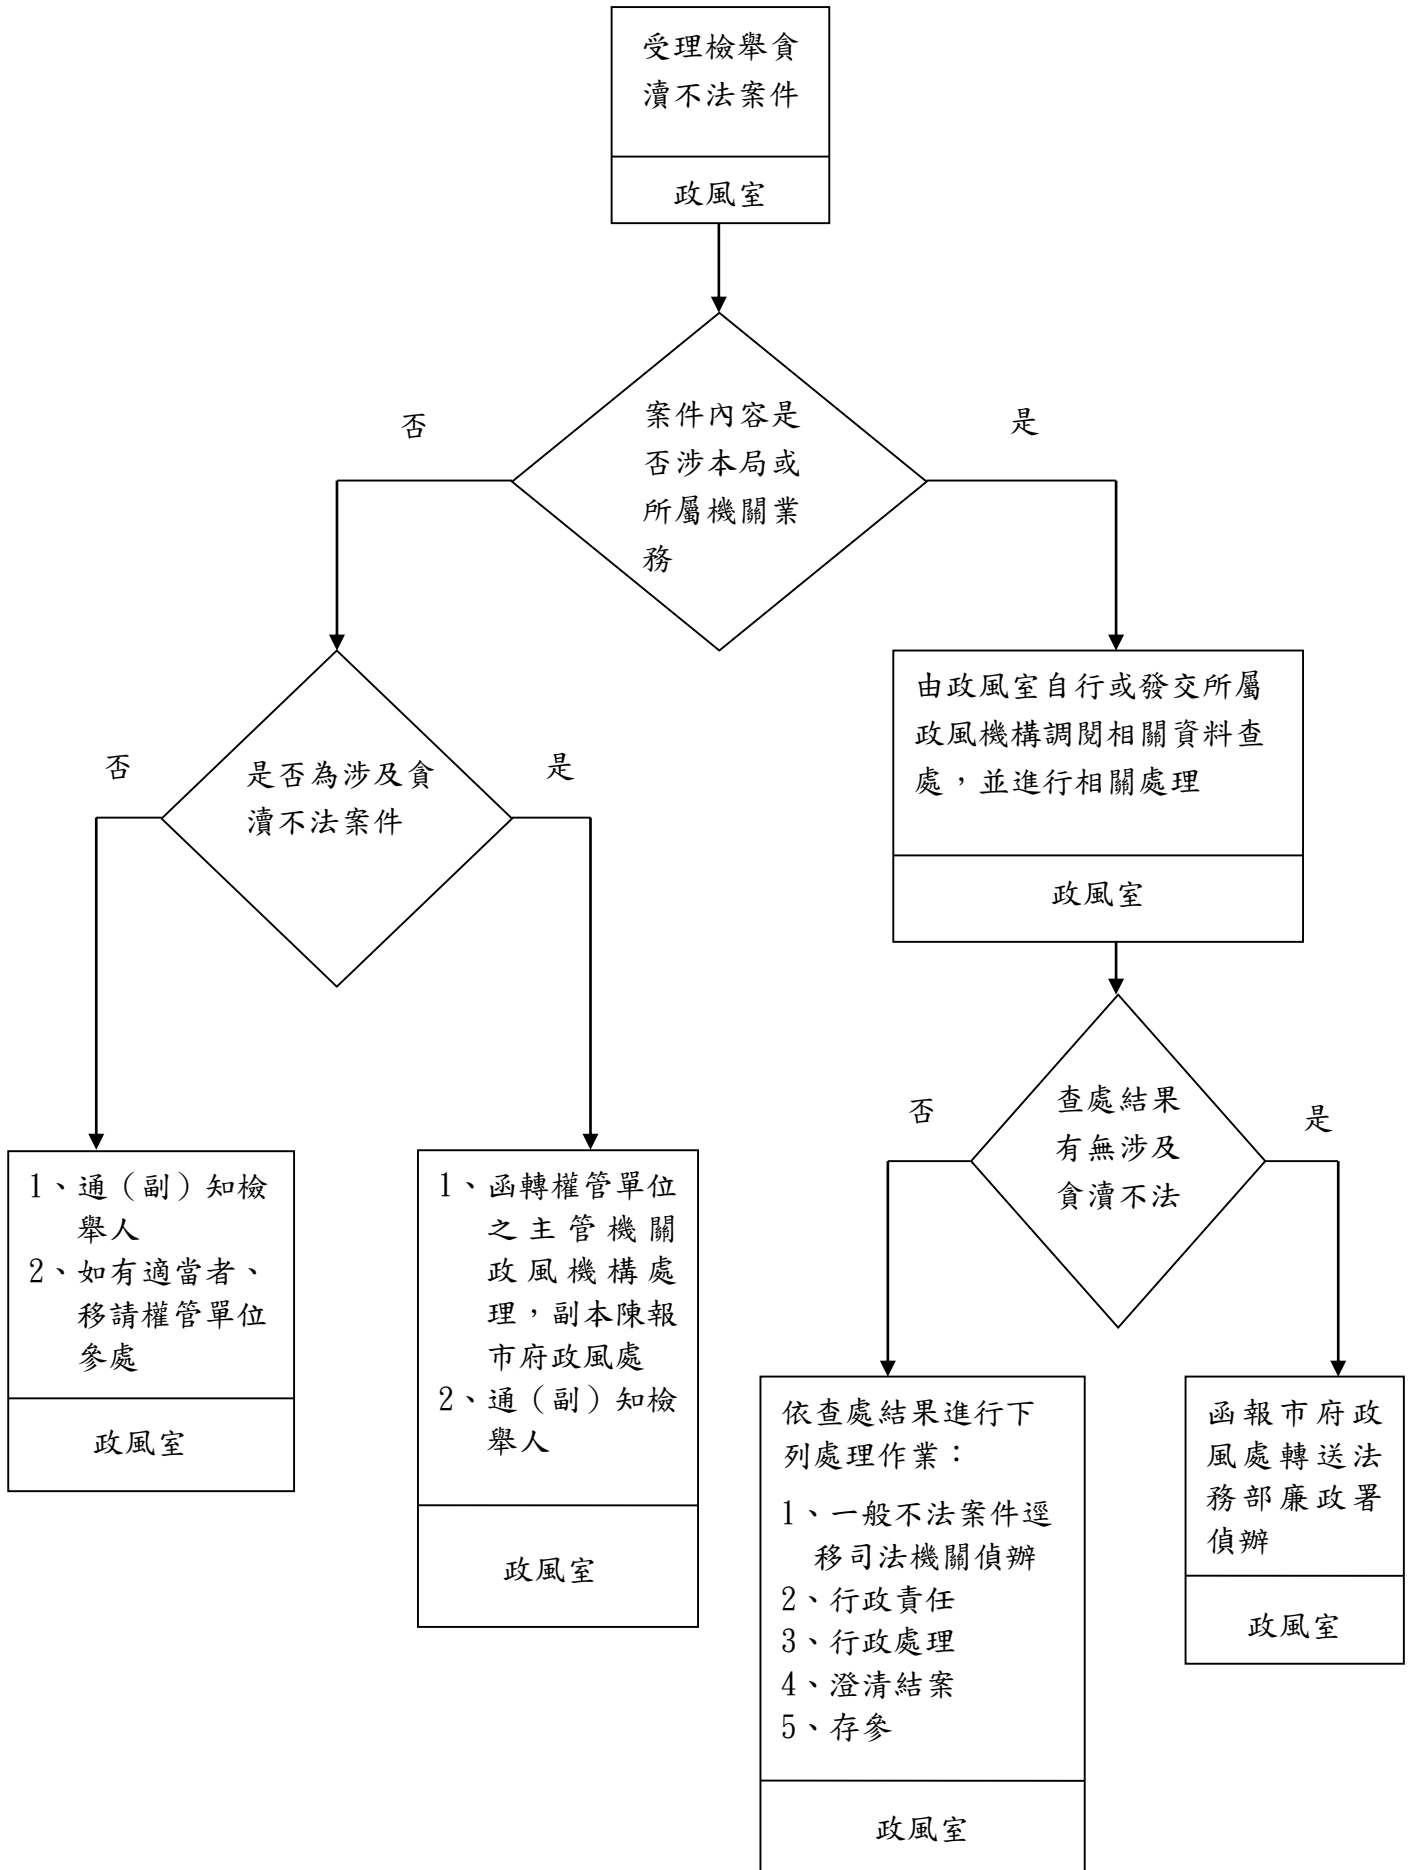 受理檢舉貪
瀆不法案件
政風室
案件內容是
否涉本局或
所屬機關業
務
否
是
是否為涉及貪
瀆不法案件
否
是
由政風室自行或發交所屬
政風機構調閱相關資料查
處，並進行相關處理
政風室
查處結果
有無涉及
貪瀆不法
否
是
1、通（副）知檢
舉人
2、如有適當者、
移請權管單位
參處
政風室
1、函轉權管單位
之主管機關
政風機構處
理，副本陳報
市府政風處
2、通（副）知檢
舉人
政風室
依查處結果進行下
列處理作業：
1、一般不法案件逕
移司法機關偵辦
2、行政責任
3、行政處理
4、澄清結案
5、存參
政風室
函報市府政
風處轉送法
務部廉政署
偵辦
政風室